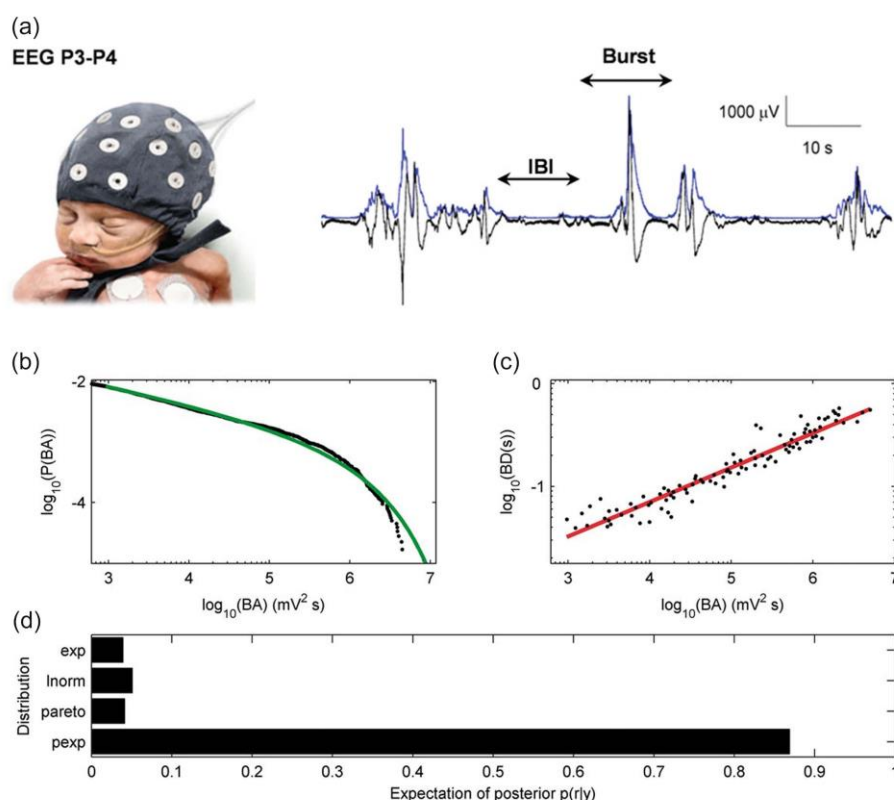 (a)
EEG P3-P4
Burst
IBI
1000 μV
10 s
(b)
-2
-4
log10(P(BA))
3 4 5 6 7
log10(BA) (mV2 s)
(c)
0
-1
log10(BD(s))
3 4 5 6 7
log10(BA) (mV2 s)
(d)
Distribution
exp
lnorm
pareto
pexp
0 0.1 0.2 0.3 0.4 0.5 0.6 0.7 0.8 0.9 1
Expectation of posterior p(r|y)